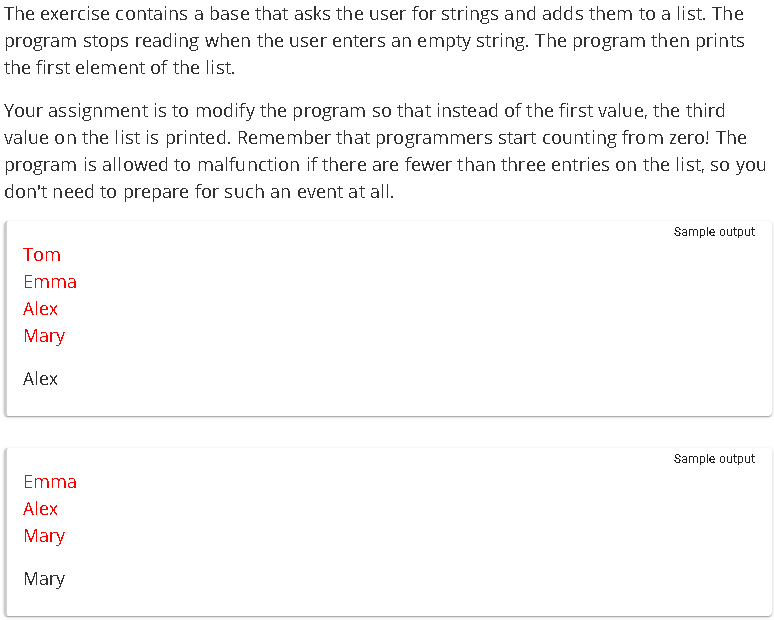 The exercise contains a base that asks the user for strings and adds them to a list. The
program stops reading when the user enters an empty string. The program then prints
the first element of the list.
Your assignment is to modify the program so that instead of the first value, the third
value on the list is printed. Remember that programmers start counting from zero! The
program is allowed to malfunction if there are fewer than three entries on the list, so you
don't need to prepare for such an event at all.
Sample output
Tom
Emma
Alex
Mary
Alex
Sample output
Emma
Alex
Mary
Mary